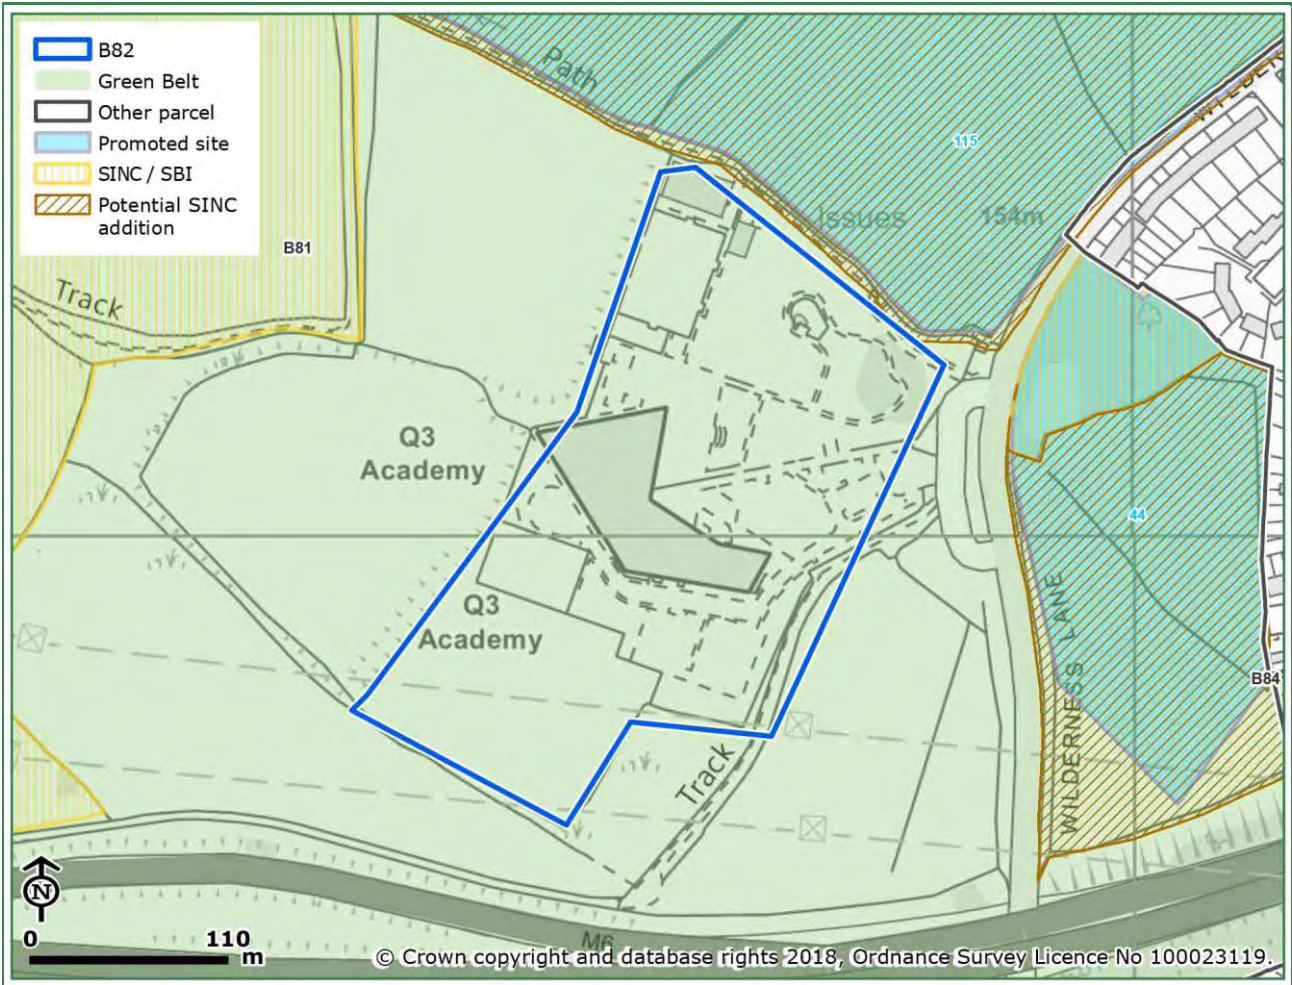 B82
Green Belt
Other parcel
Promoted site
SINC / SBI
Potential SINC
addition
Path
115
Issues
154m
B81
Track
Q3
Academy
44
Q3
Academy
WILDERNESS LANE
B84
Track
N
0
110
m
M6
© Crown copyright and database rights 2018, Ordnance Survey Licence No 100023119.